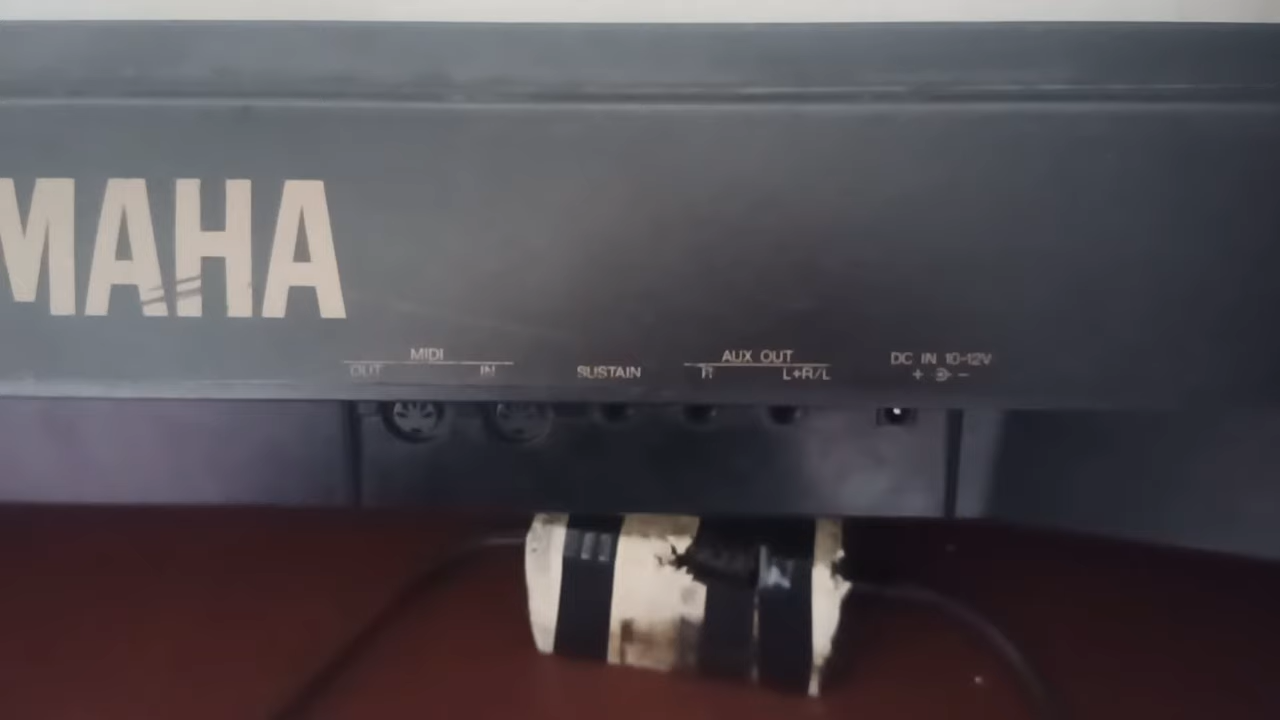 MAHA
MIDI
OUT IN
SUSTAIN
AUX OUT
R L+R/L
DC IN 10-12V
+ -